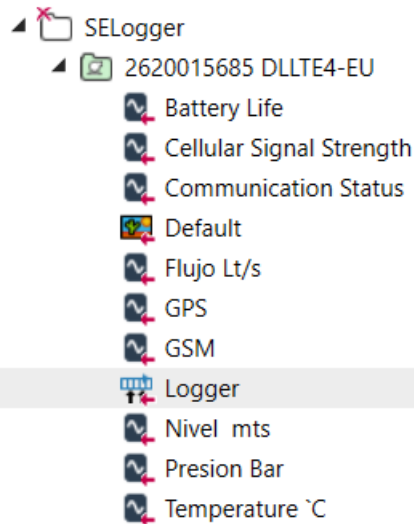 SELogger
2620015685 DLLTE4-EU
Battery Life
Cellular Signal Strength
Communication Status
Default
Flujo Lt/s
GPS
GSM
Logger
Nivel  mts
Presion Bar
Temperature `C